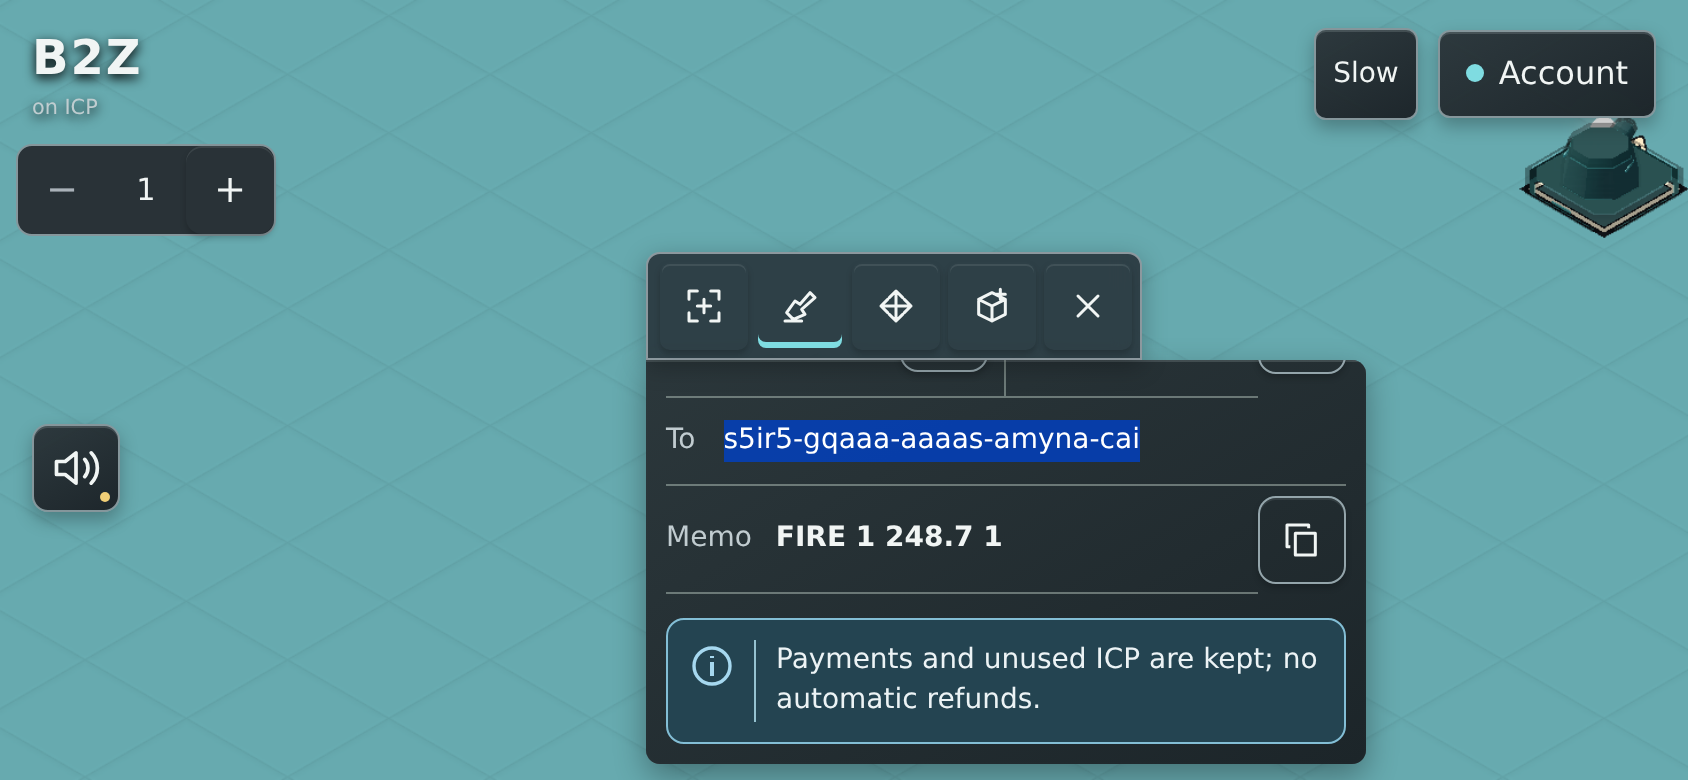 B2Z
on ICP
Slow
Account
− 1 +
To s5ir5-gqaaa-aaaas-amyna-cai
Memo FIRE 1 248.7 1
Payments and unused ICP are kept; no
automatic refunds.